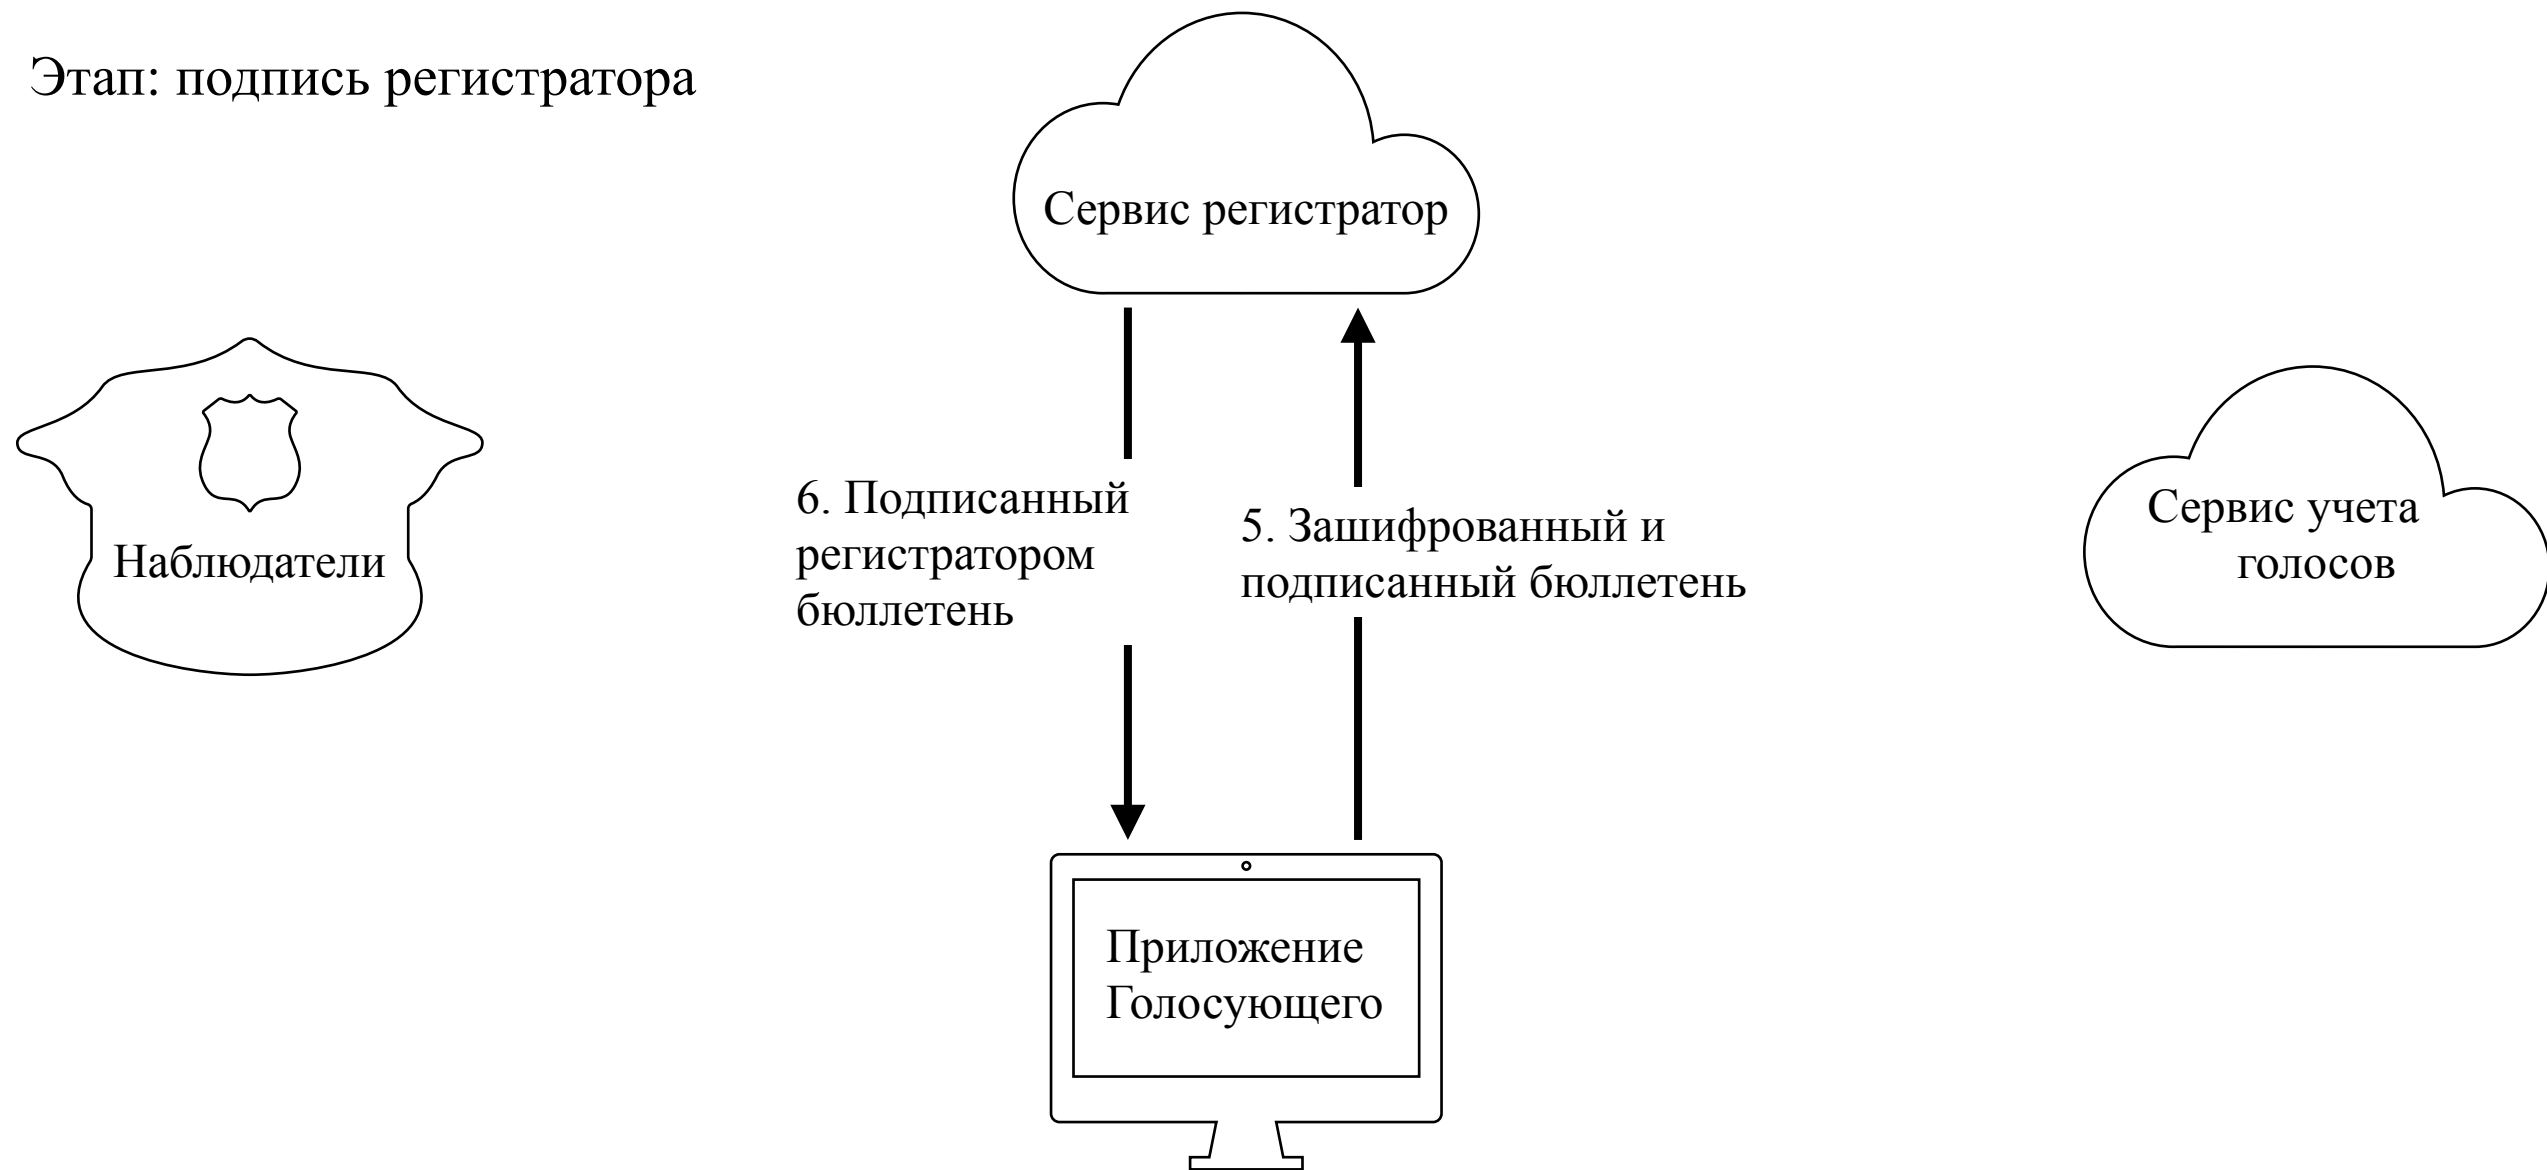 Этап: подпись регистратора
Сервис регистратор
Наблюдатели
6. Подписанный
регистратором
бюллетень
5. Зашифрованный и
подписанный бюллетень
Сервис учета
голосов
Приложение
Голосующего